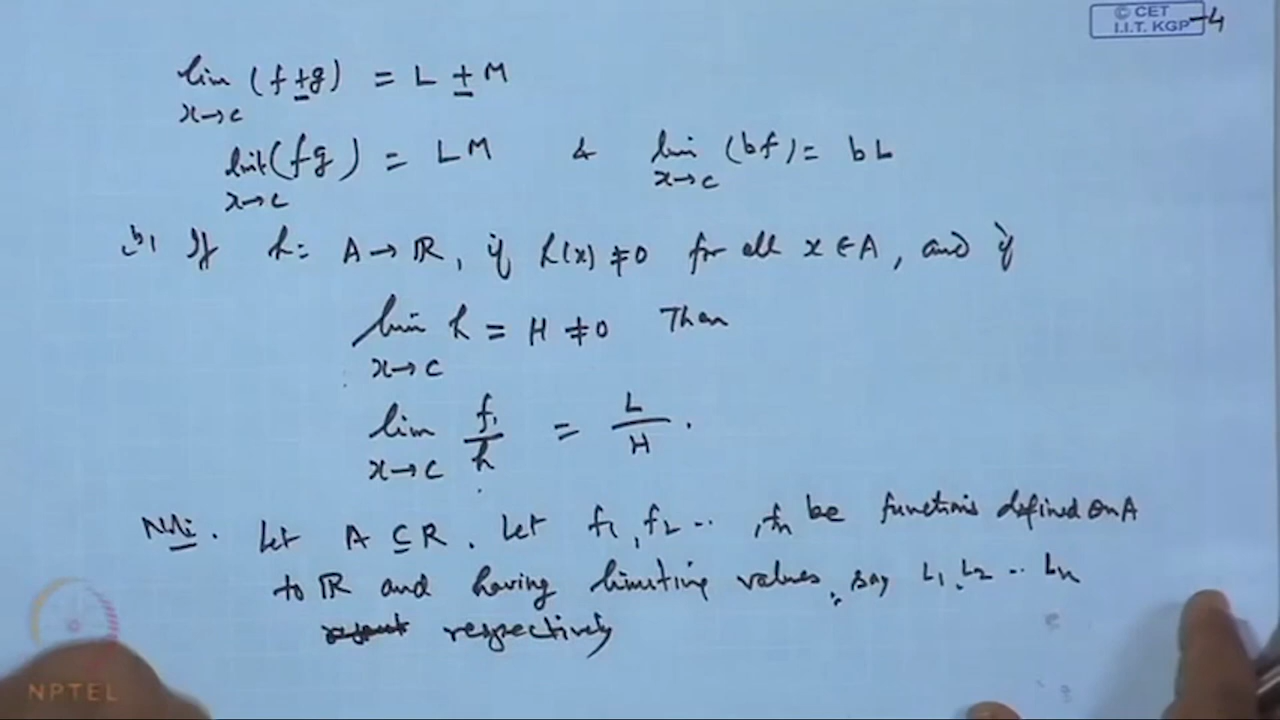 © CET
I.I.T. KGP -4
lim (f ± g) = L ± M
x→c
limit (fg) = LM & lim (bf) = bL
x→c x→c
b) If h: A → R, if h(x) ≠ 0 for all x ∈ A, and if
lim h = H ≠ 0 Then
x→c
lim f/h = L/H.
x→c
Note. Let A ⊆ R. Let f1, f2 .. , fn be functions defined on A
to R and having limiting values, say L1, L2 .. Ln
respectively
NPTEL